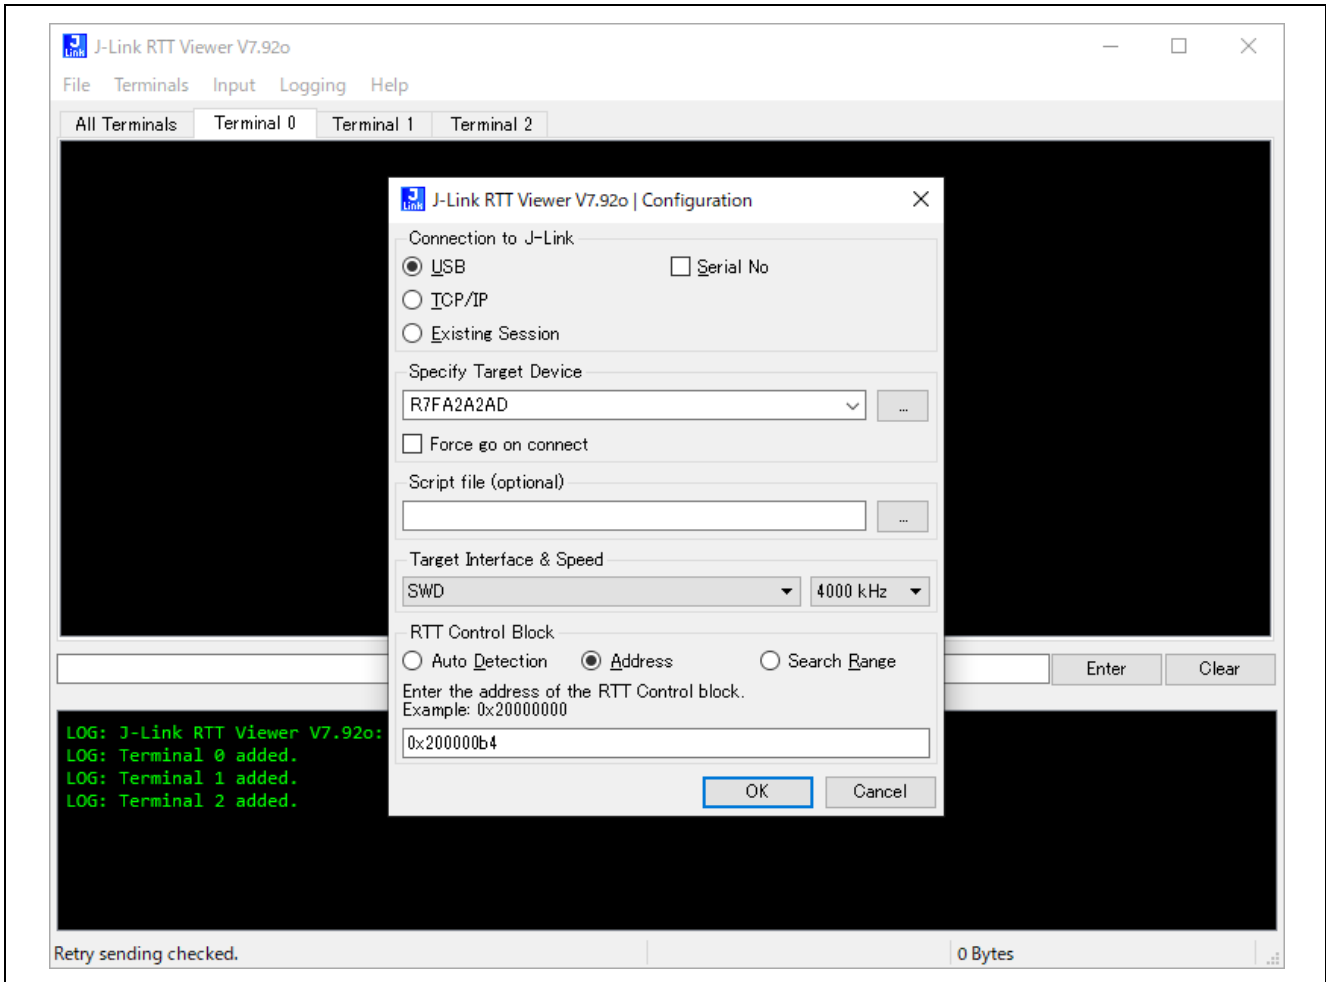 J-Link RTT Viewer V7.92o
File Terminals Input Logging Help
All Terminals Terminal 0 Terminal 1 Terminal 2
J-Link RTT Viewer V7.92o | Configuration
Connection to J-Link
USB Serial No
TCP/IP
Existing Session
Specify Target Device
R7FA2A2AD ...
Force go on connect
Script file (optional)
...
Target Interface & Speed
SWD 4000 kHz
RTT Control Block
Auto Detection Address Search Range
Enter the address of the RTT Control block.
Example: 0x20000000
0x200000b4
OK Cancel
Enter Clear
LOG: J-Link RTT Viewer V7.92o:
LOG: Terminal 0 added.
LOG: Terminal 1 added.
LOG: Terminal 2 added.
Retry sending checked. 0 Bytes